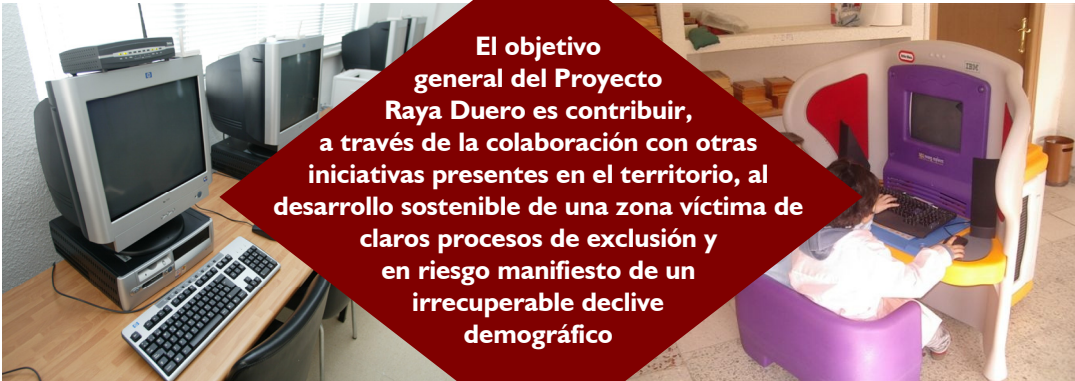 El objetivo
general del Proyecto
Raya Duero es contribuir,
a través de la colaboración con otras
iniciativas presentes en el territorio, al
desarrollo sostenible de una zona víctima de
claros procesos de exclusión y
en riesgo manifiesto de un
irrecuperable declive
demográfico
hp
IBM